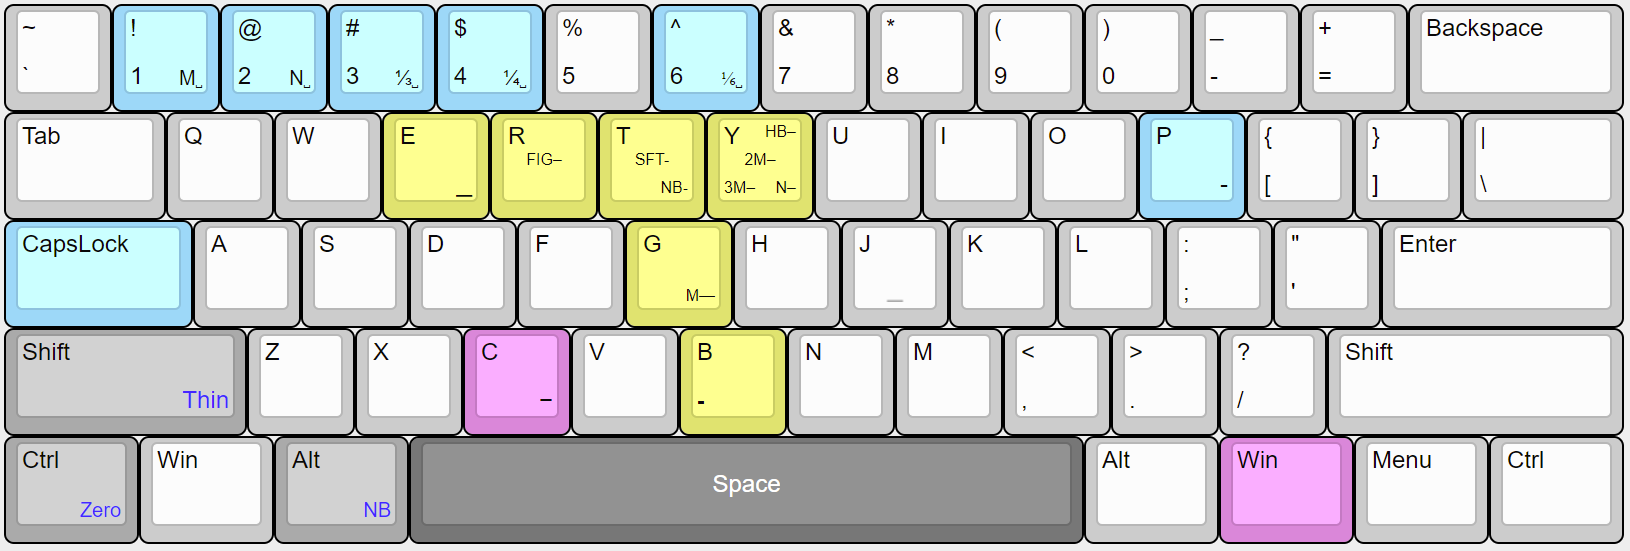 ~ ! @ # $ % ^ & * ( ) _ + Backspace
` 1 M⎵ 2 N⎵ 3 ⅓⎵ 4 ¼⎵ 5 6 ⅙⎵ 7 8 9 0 - =
Tab Q W E R T Y HB– U I O P { } |
FIG– SFT- 2M–
_ NB- 3M– N– - [ ] \
CapsLock A S D F G H J K L : " Enter
M— _ ; '
Shift Z X C V B N M < > ? Shift
Thin – - , . /
Ctrl Win Alt Space Alt Win Menu Ctrl
Zero NB